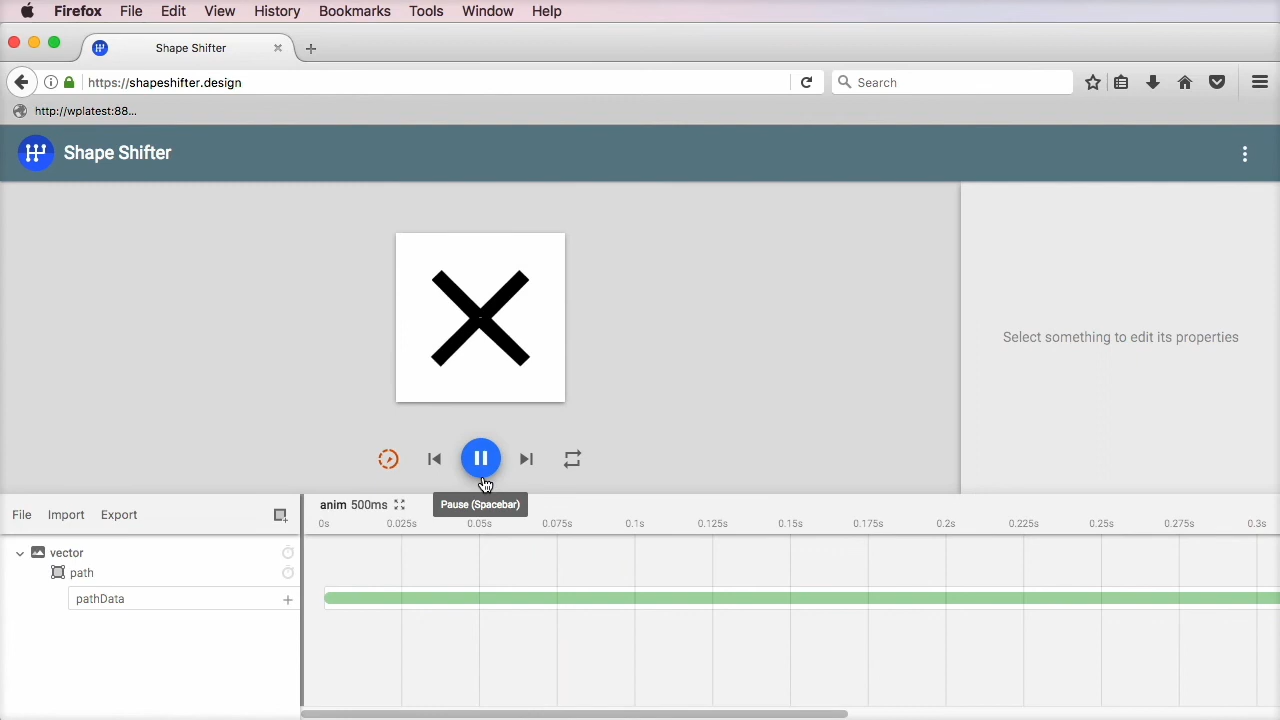 Firefox File Edit View History Bookmarks Tools Window Help
Shape Shifter
https://shapeshifter.design
Search
http://wplatest:88...
Shape Shifter
Select something to edit its properties
File Import Export
anim 500ms
Pause (Spacebar)
0s 0.025s 0.05s 0.075s 0.1s 0.125s 0.15s 0.175s 0.2s 0.225s 0.25s 0.275s 0.3s
vector
path
pathData